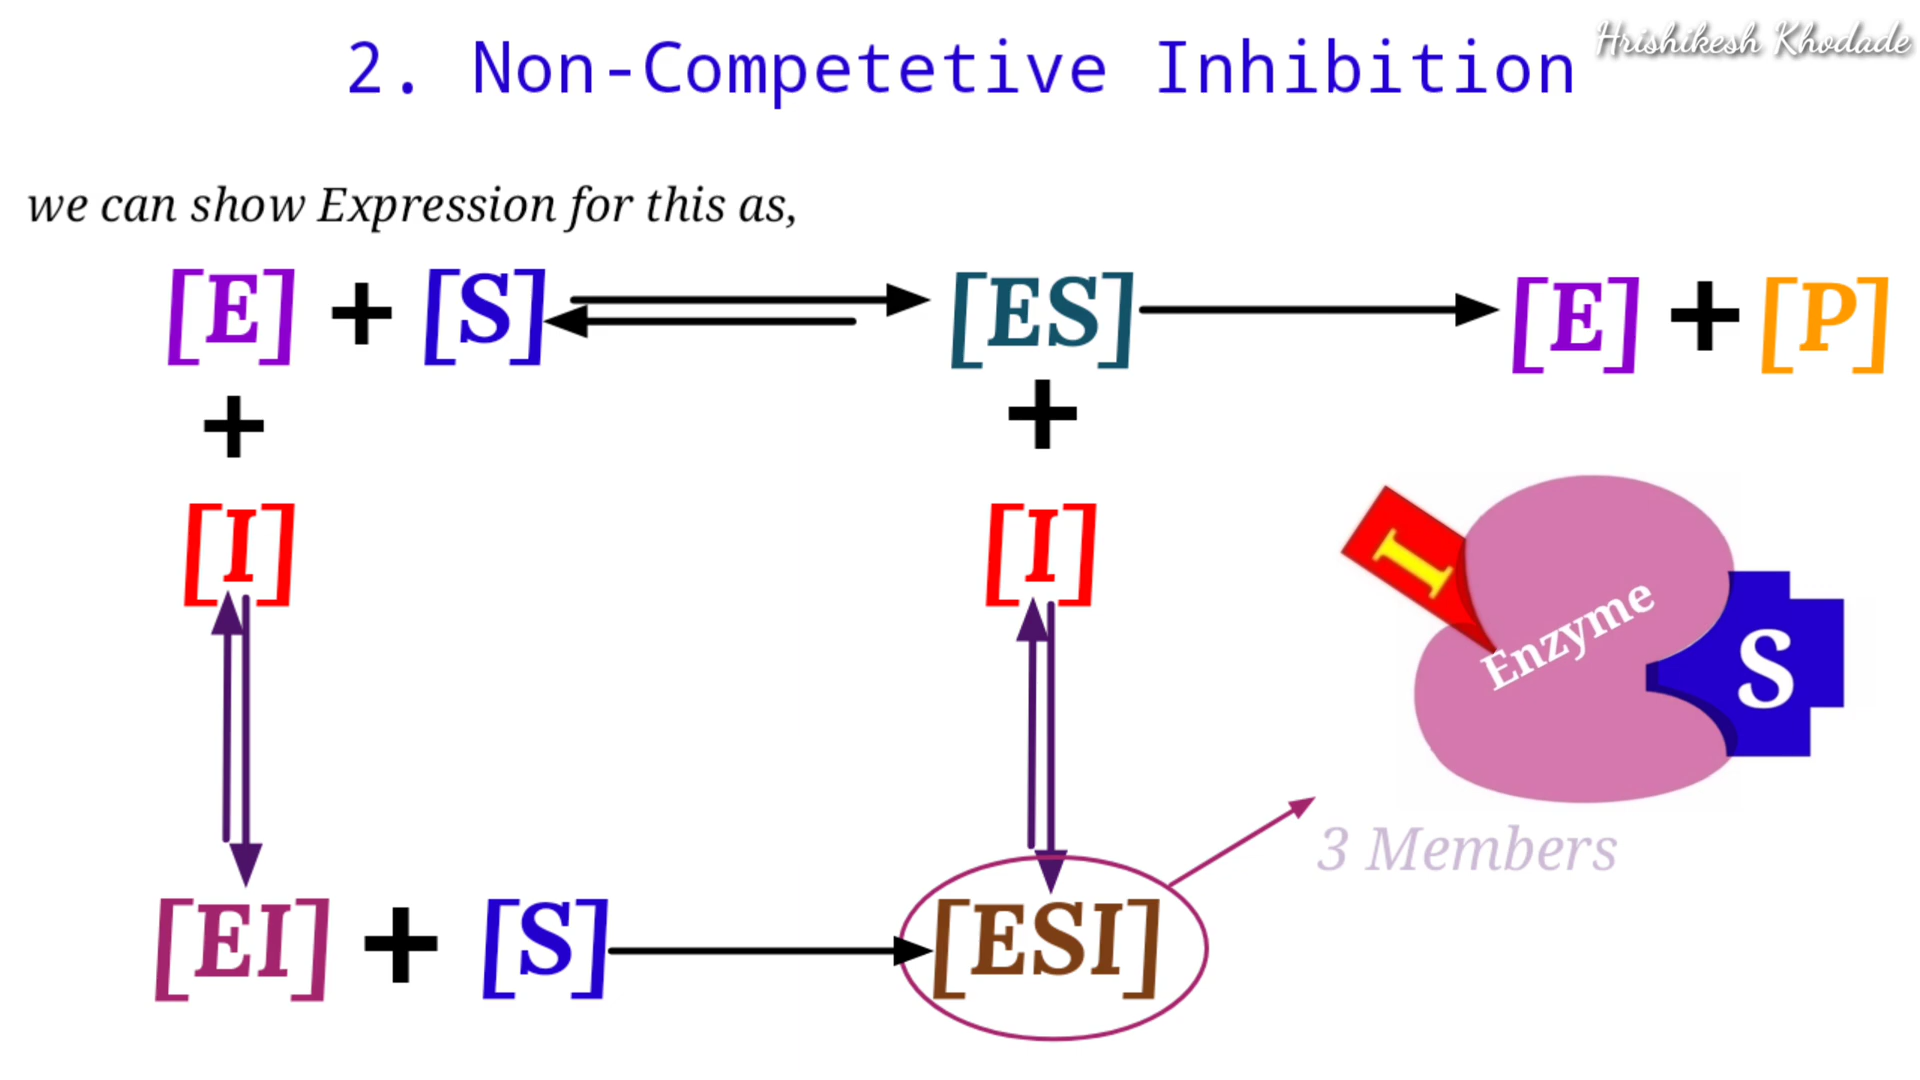 Hrishikesh Khodade
2. Non-Competetive Inhibition
we can show Expression for this as,
[E] + [S] [ES] [E] + [P]
+ +
[I] [I]
I
Enzyme
S
3 Members
[EI] + [S] [ESI]